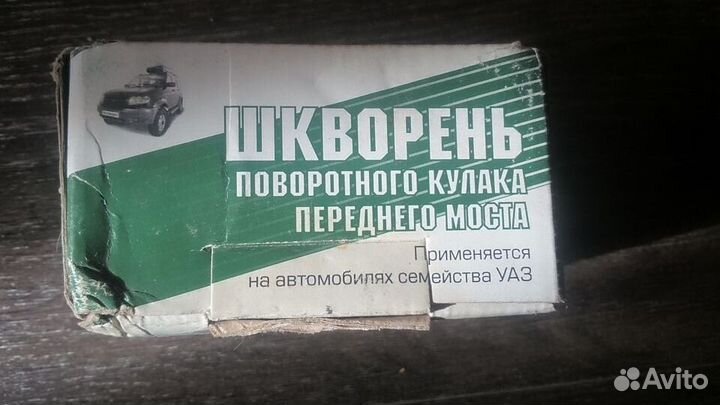 ШКВОРЕНЬ
ПОВОРОТНОГО КУЛАКА
ПЕРЕДНЕГО МОСТА
Применяется
на автомобилях семейства УАЗ
Avito